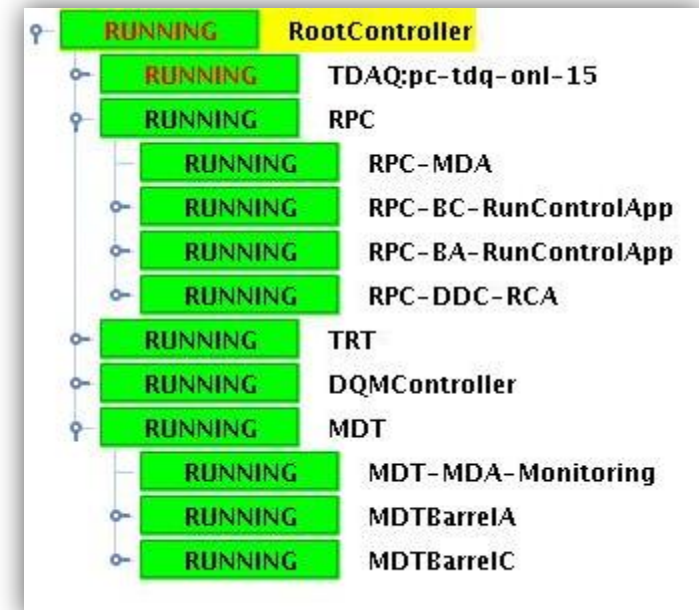 RUNNING RootController
RUNNING TDAQ:pc-tdq-onl-15
RUNNING RPC
RUNNING RPC-MDA
RUNNING RPC-BC-RunControlApp
RUNNING RPC-BA-RunControlApp
RUNNING RPC-DDC-RCA
RUNNING TRT
RUNNING DQMController
RUNNING MDT
RUNNING MDT-MDA-Monitoring
RUNNING MDTBarrelA
RUNNING MDTBarrelC